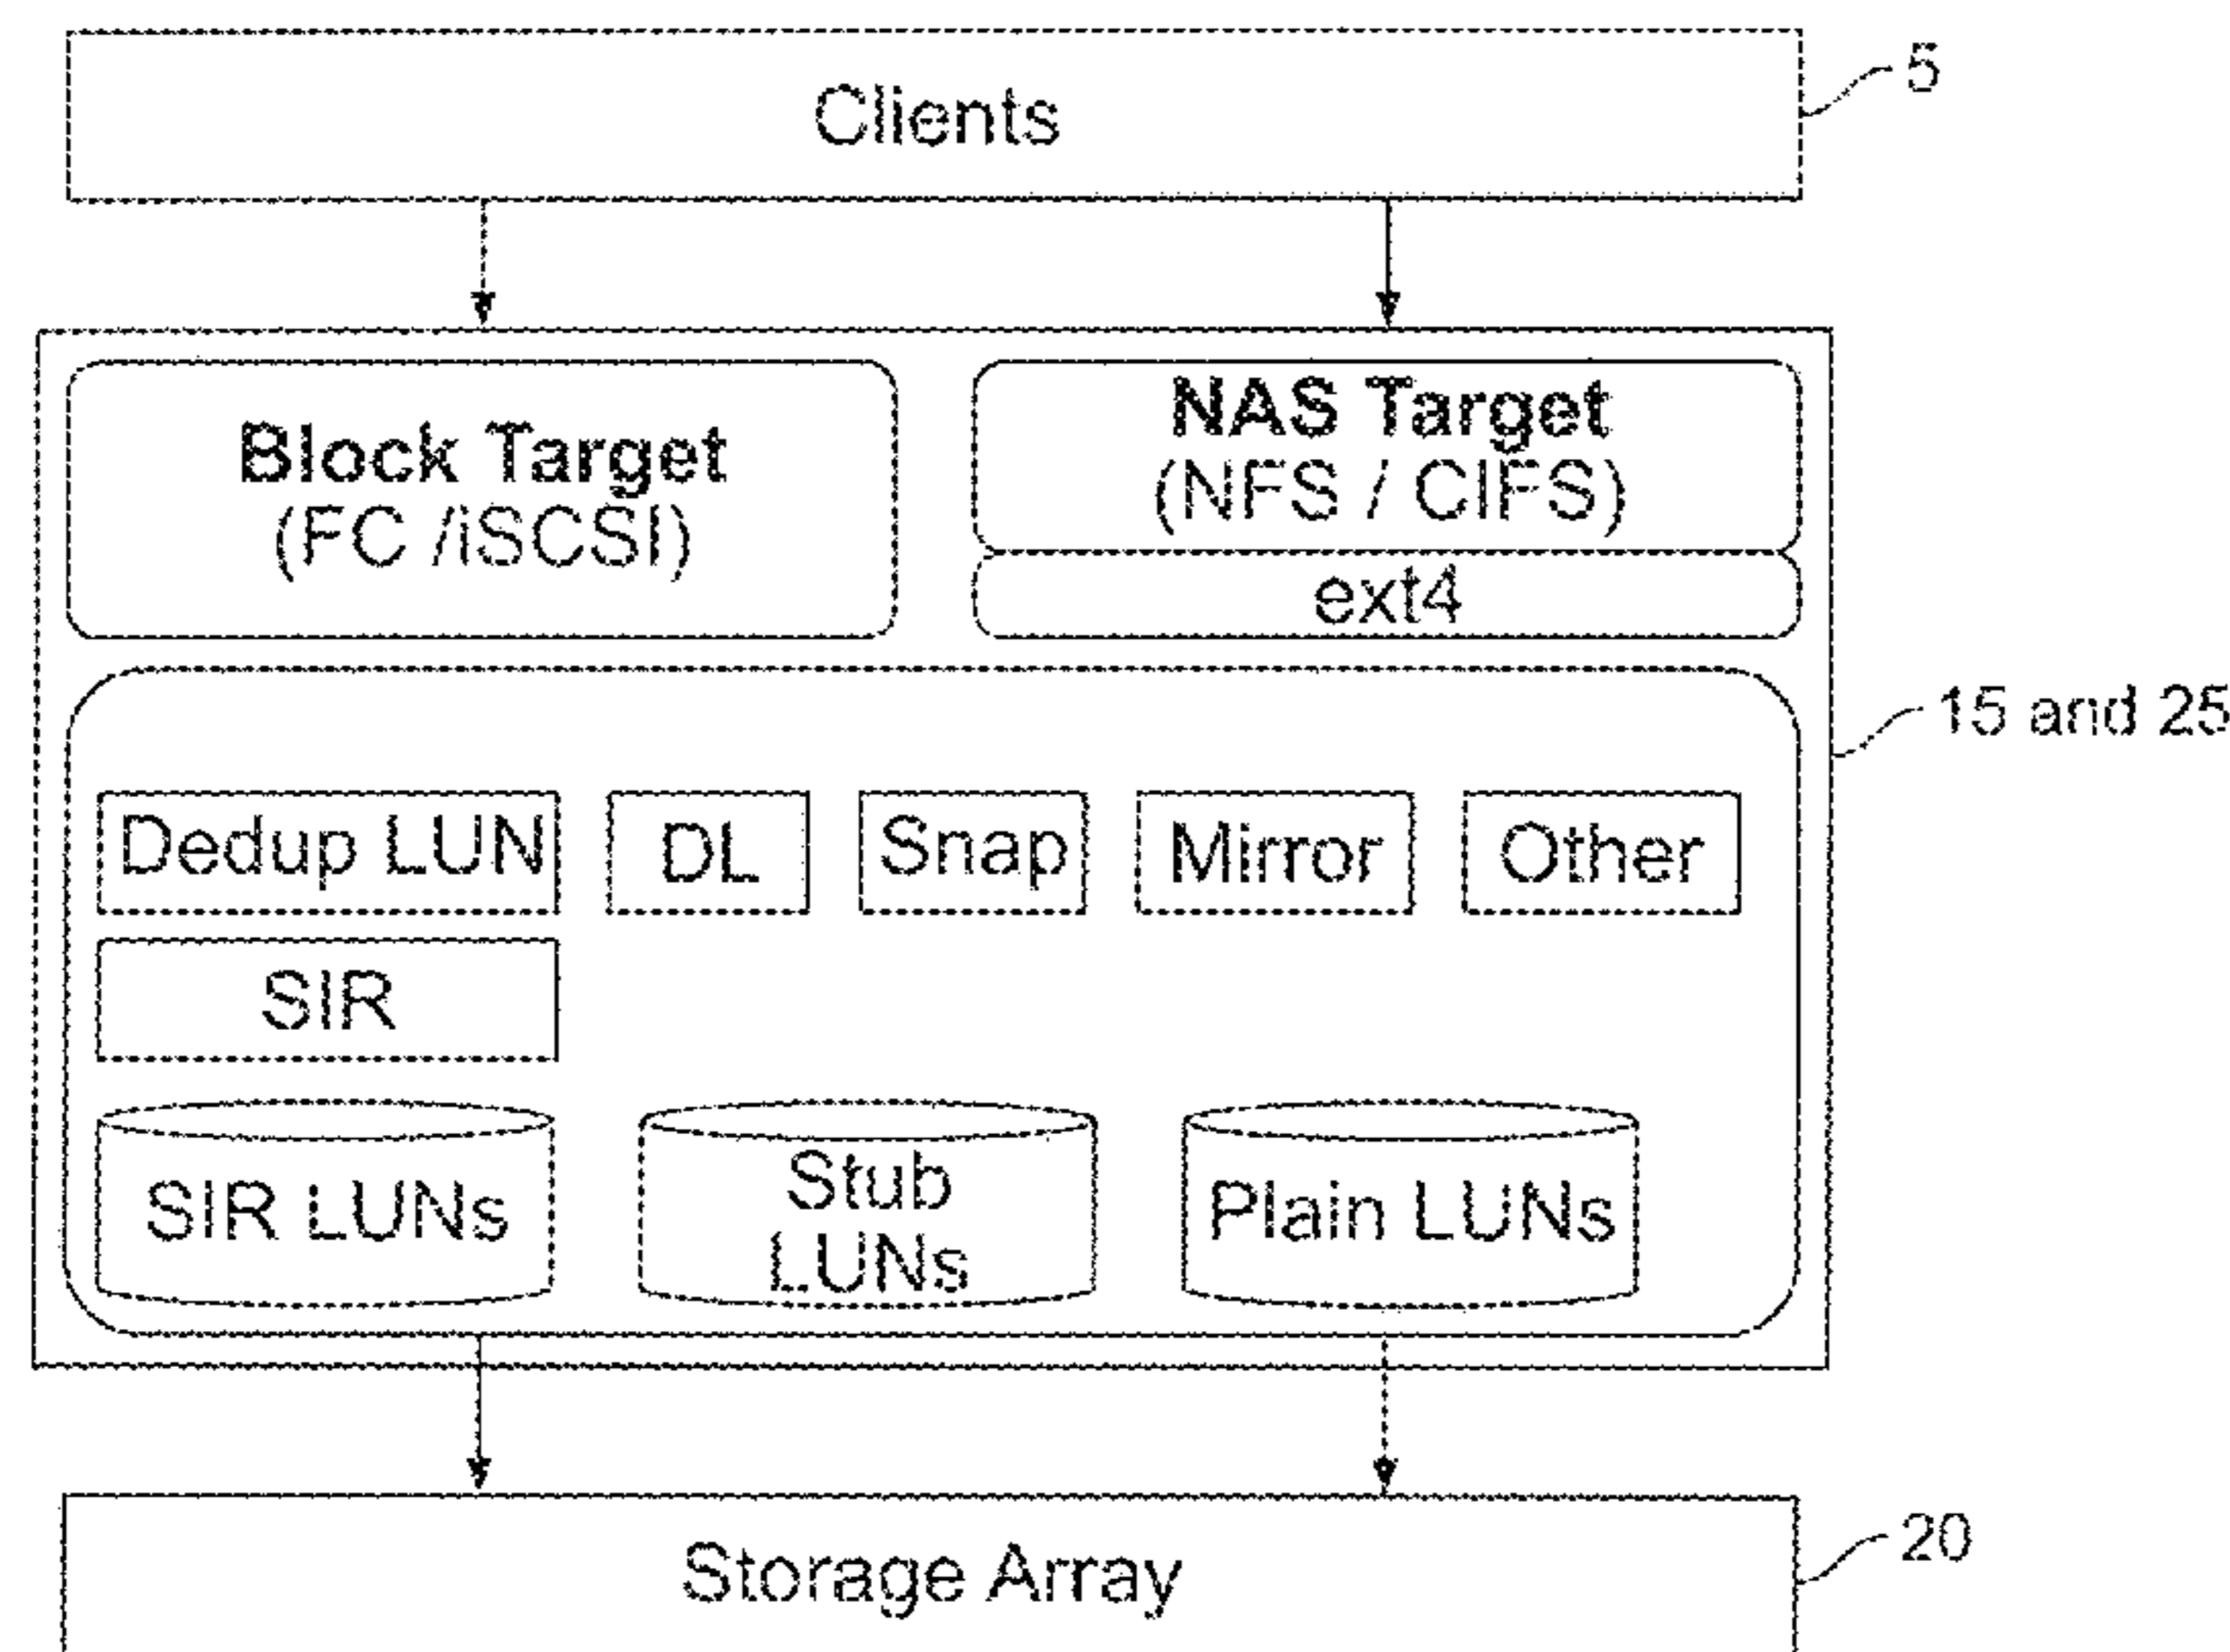 Clients
5
Block Target
(FC /iSCSI)
NAS Target
(NFS / CIFS)
ext4
15 and 25
Dedup LUN
DL
Snap
Mirror
Other
SIR
SIR LUNs
Stub
LUNs
Plain LUNs
Storage Array
20